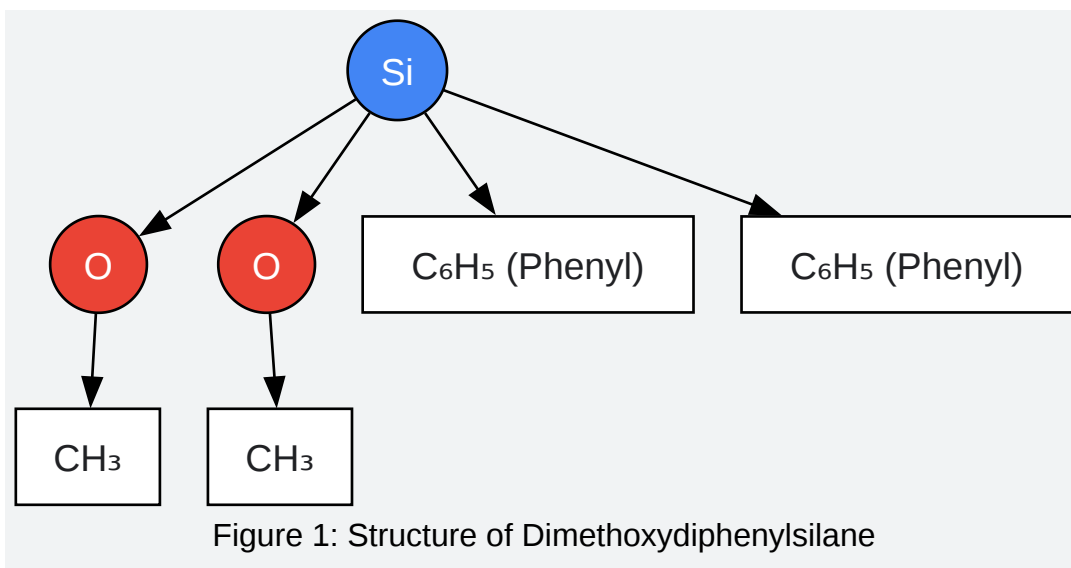 Si
O
O
C₆H₅ (Phenyl)
C₆H₅ (Phenyl)
CH₃
CH₃
Figure 1: Structure of Dimethoxydiphenylsilane